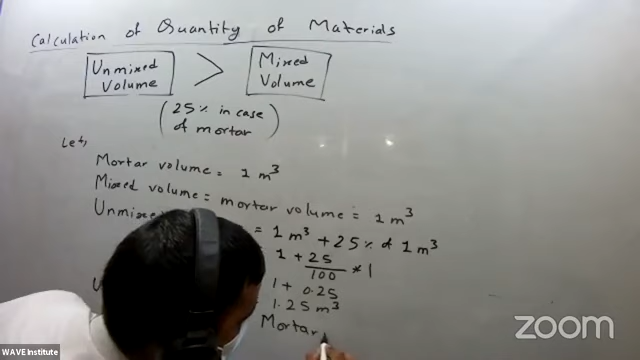 Calculation of Quantity of Materials
Unmixed Volume > Mixed Volume
(25% in case of mortar)
Let,
Mortar volume = 1 m³
Mixed volume = mortar volume = 1 m³
= 1 m³ + 25% of 1 m³
1 + 25/100 * 1
1 + 0.25
1.25 m³
Mortar
zoom
WAVE Institute